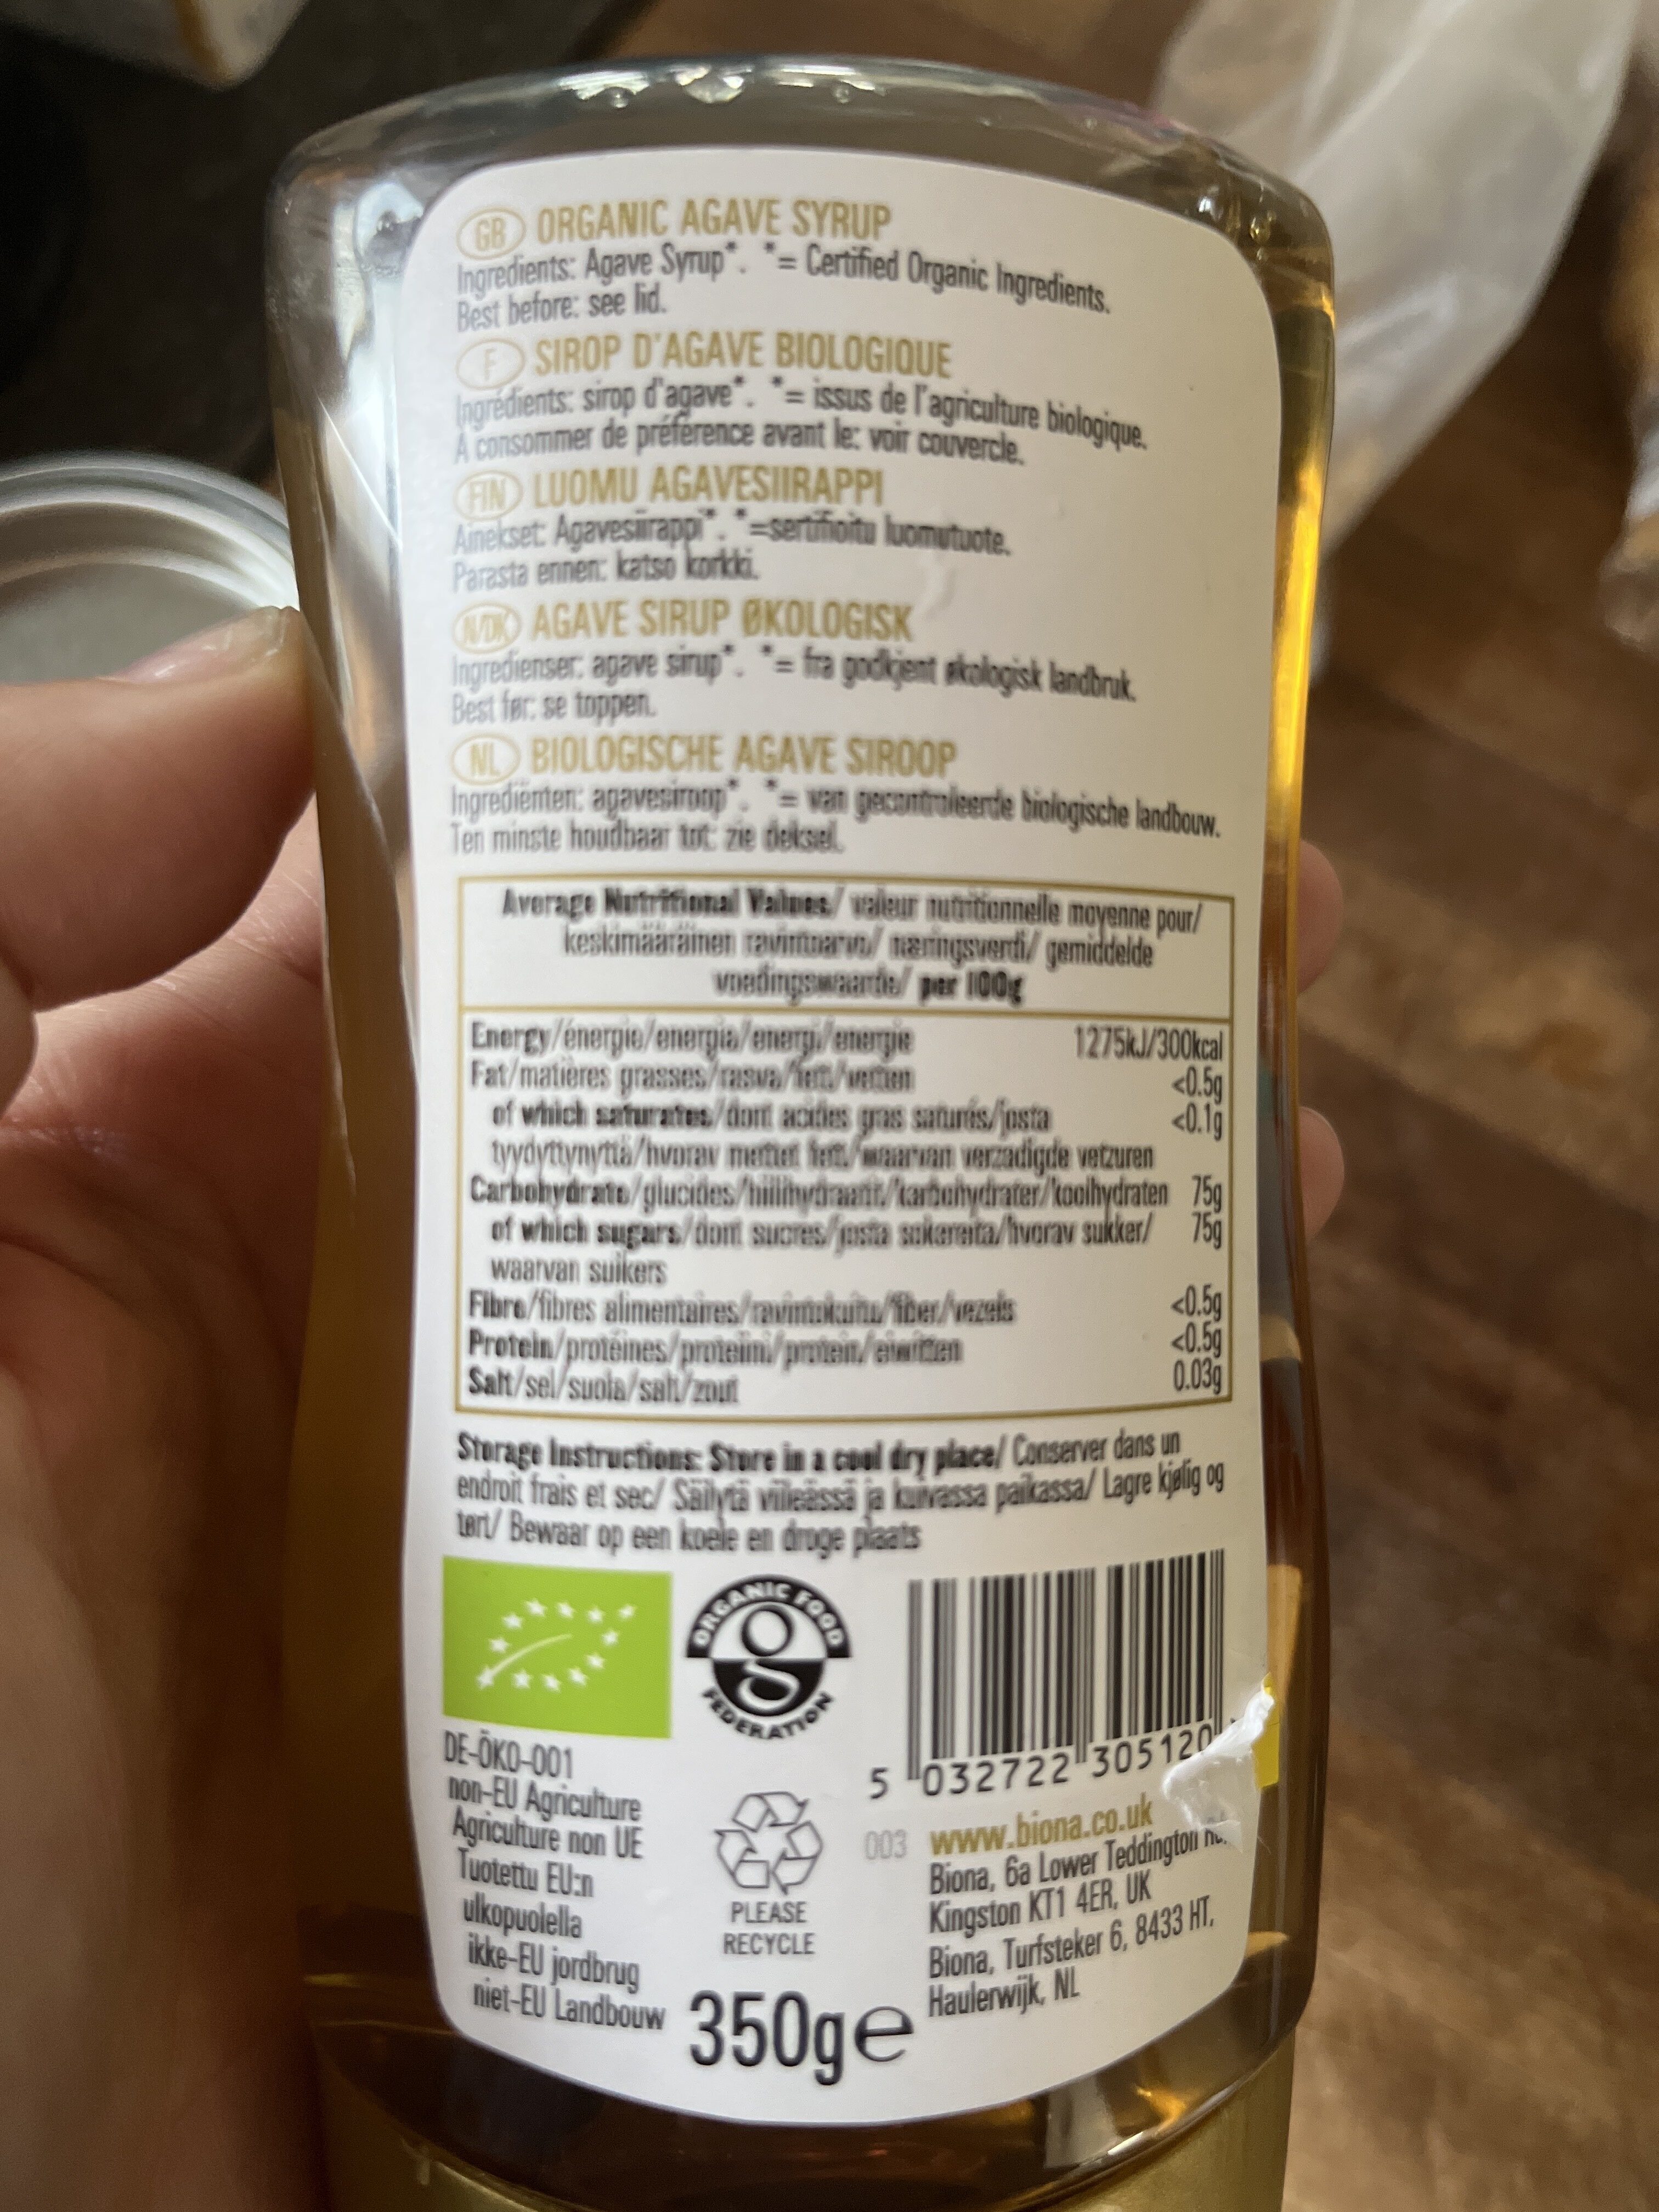 GB ORGANIC AGAVE SYRUP
Ingredients: Agave Syrup*. *= Certified Organic Ingredients.
Best before: see lid.
F SIROP D'AGAVE BIOLOGIQUE
Ingrédients: sirop d'agave*. *= issus de l'agriculture biologique.
A consommer de préférence avant le: voir couvercle.
FIN LUOMU AGAVESIIRAPPI
Ainekset: Agavesiirappi*. *=sertifioitu luomutuote.
Parasta ennen: katso korkki.
N/DK AGAVE SIRUP ØKOLOGISK
Ingredienser: agave sirup*. *= fra godkjent økologisk landbruk.
Best før: se toppen.
NL BIOLOGISCHE AGAVE SIROOP
Ingrediënten: agavesiroop*. *= van gecontroleerde biologische landbouw.
Ten minste houdbaar tot: zie deksel.
Average Nutritional Values/ valeur nutritionnelle moyenne pour/
keskimääräinen ravintoarvo/ næringsverdi/ gemiddelde
voedingswaarde/ per 100g
Energy/énergie/energia/energi/energie 1275kJ/300kcal
Fat/matières grasses/rasva/fett/vetten <0.5g
of which saturates/dont acides gras saturés/josta <0.1g
tyydyttynyttä/hvorav mettet fett/waarvan verzadigde vetzuren
Carbohydrate/glucides/hiilihydraatit/karbohydrater/koolhydraten 75g
of which sugars/dont sucres/josta sokereita/hvorav sukker/ 75g
waarvan suikers
Fibre/fibres alimentaires/ravintokuitu/fiber/vezels <0.5g
Protein/protéines/proteiini/protein/eiwitten <0.5g
Salt/sel/suola/salt/zout 0.03g
Storage Instructions: Store in a cool dry place/ Conserver dans un
endroit frais et sec/ Säilytä viileässä ja kuivassa paikassa/ Lagre kjølig og
tørt/ Bewaar op een koele en droge plaats
ORGANIC FOOD
FEDERATION
DE-ÖKO-001
non-EU Agriculture
Agriculture non UE
Tuotettu EU:n
ulkopuolella
ikke-EU jordbrug
niet-EU Landbouw
PLEASE
RECYCLE
350g e
5 032722 305120
003 www.biona.co.uk
Biona, 6a Lower Teddington
Kingston KT1 4ER, UK
Biona, Turfsteker 6, 8433 HT,
Haulerwijk, NL